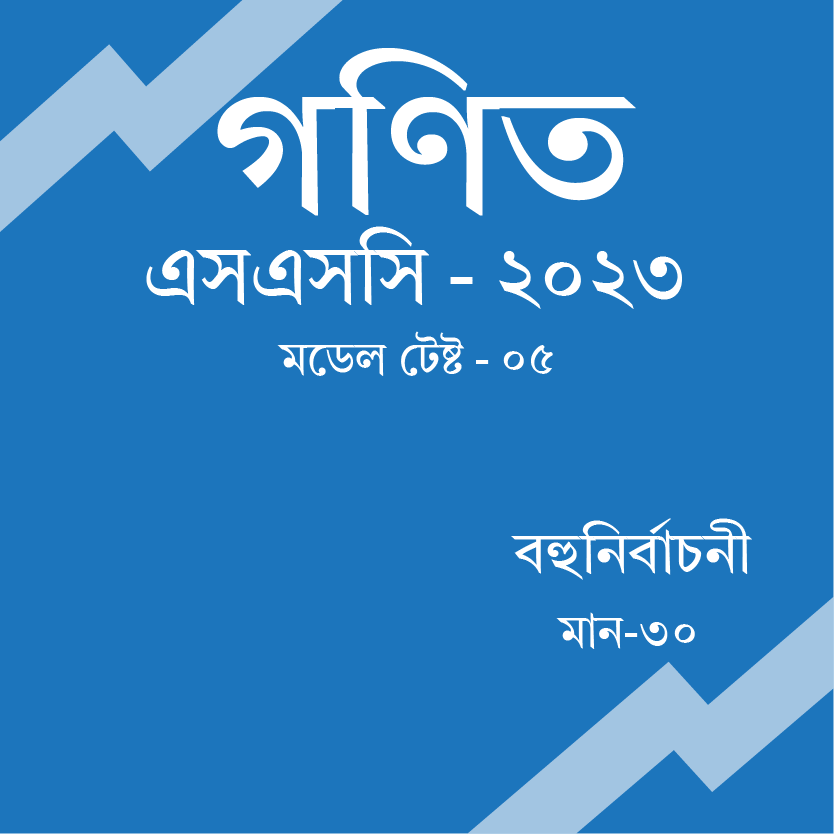 গণিত
এসএসসি - ২০২৩
মডেল টেষ্ট - ০৫
বহুনির্বাচনী
মান-৩০